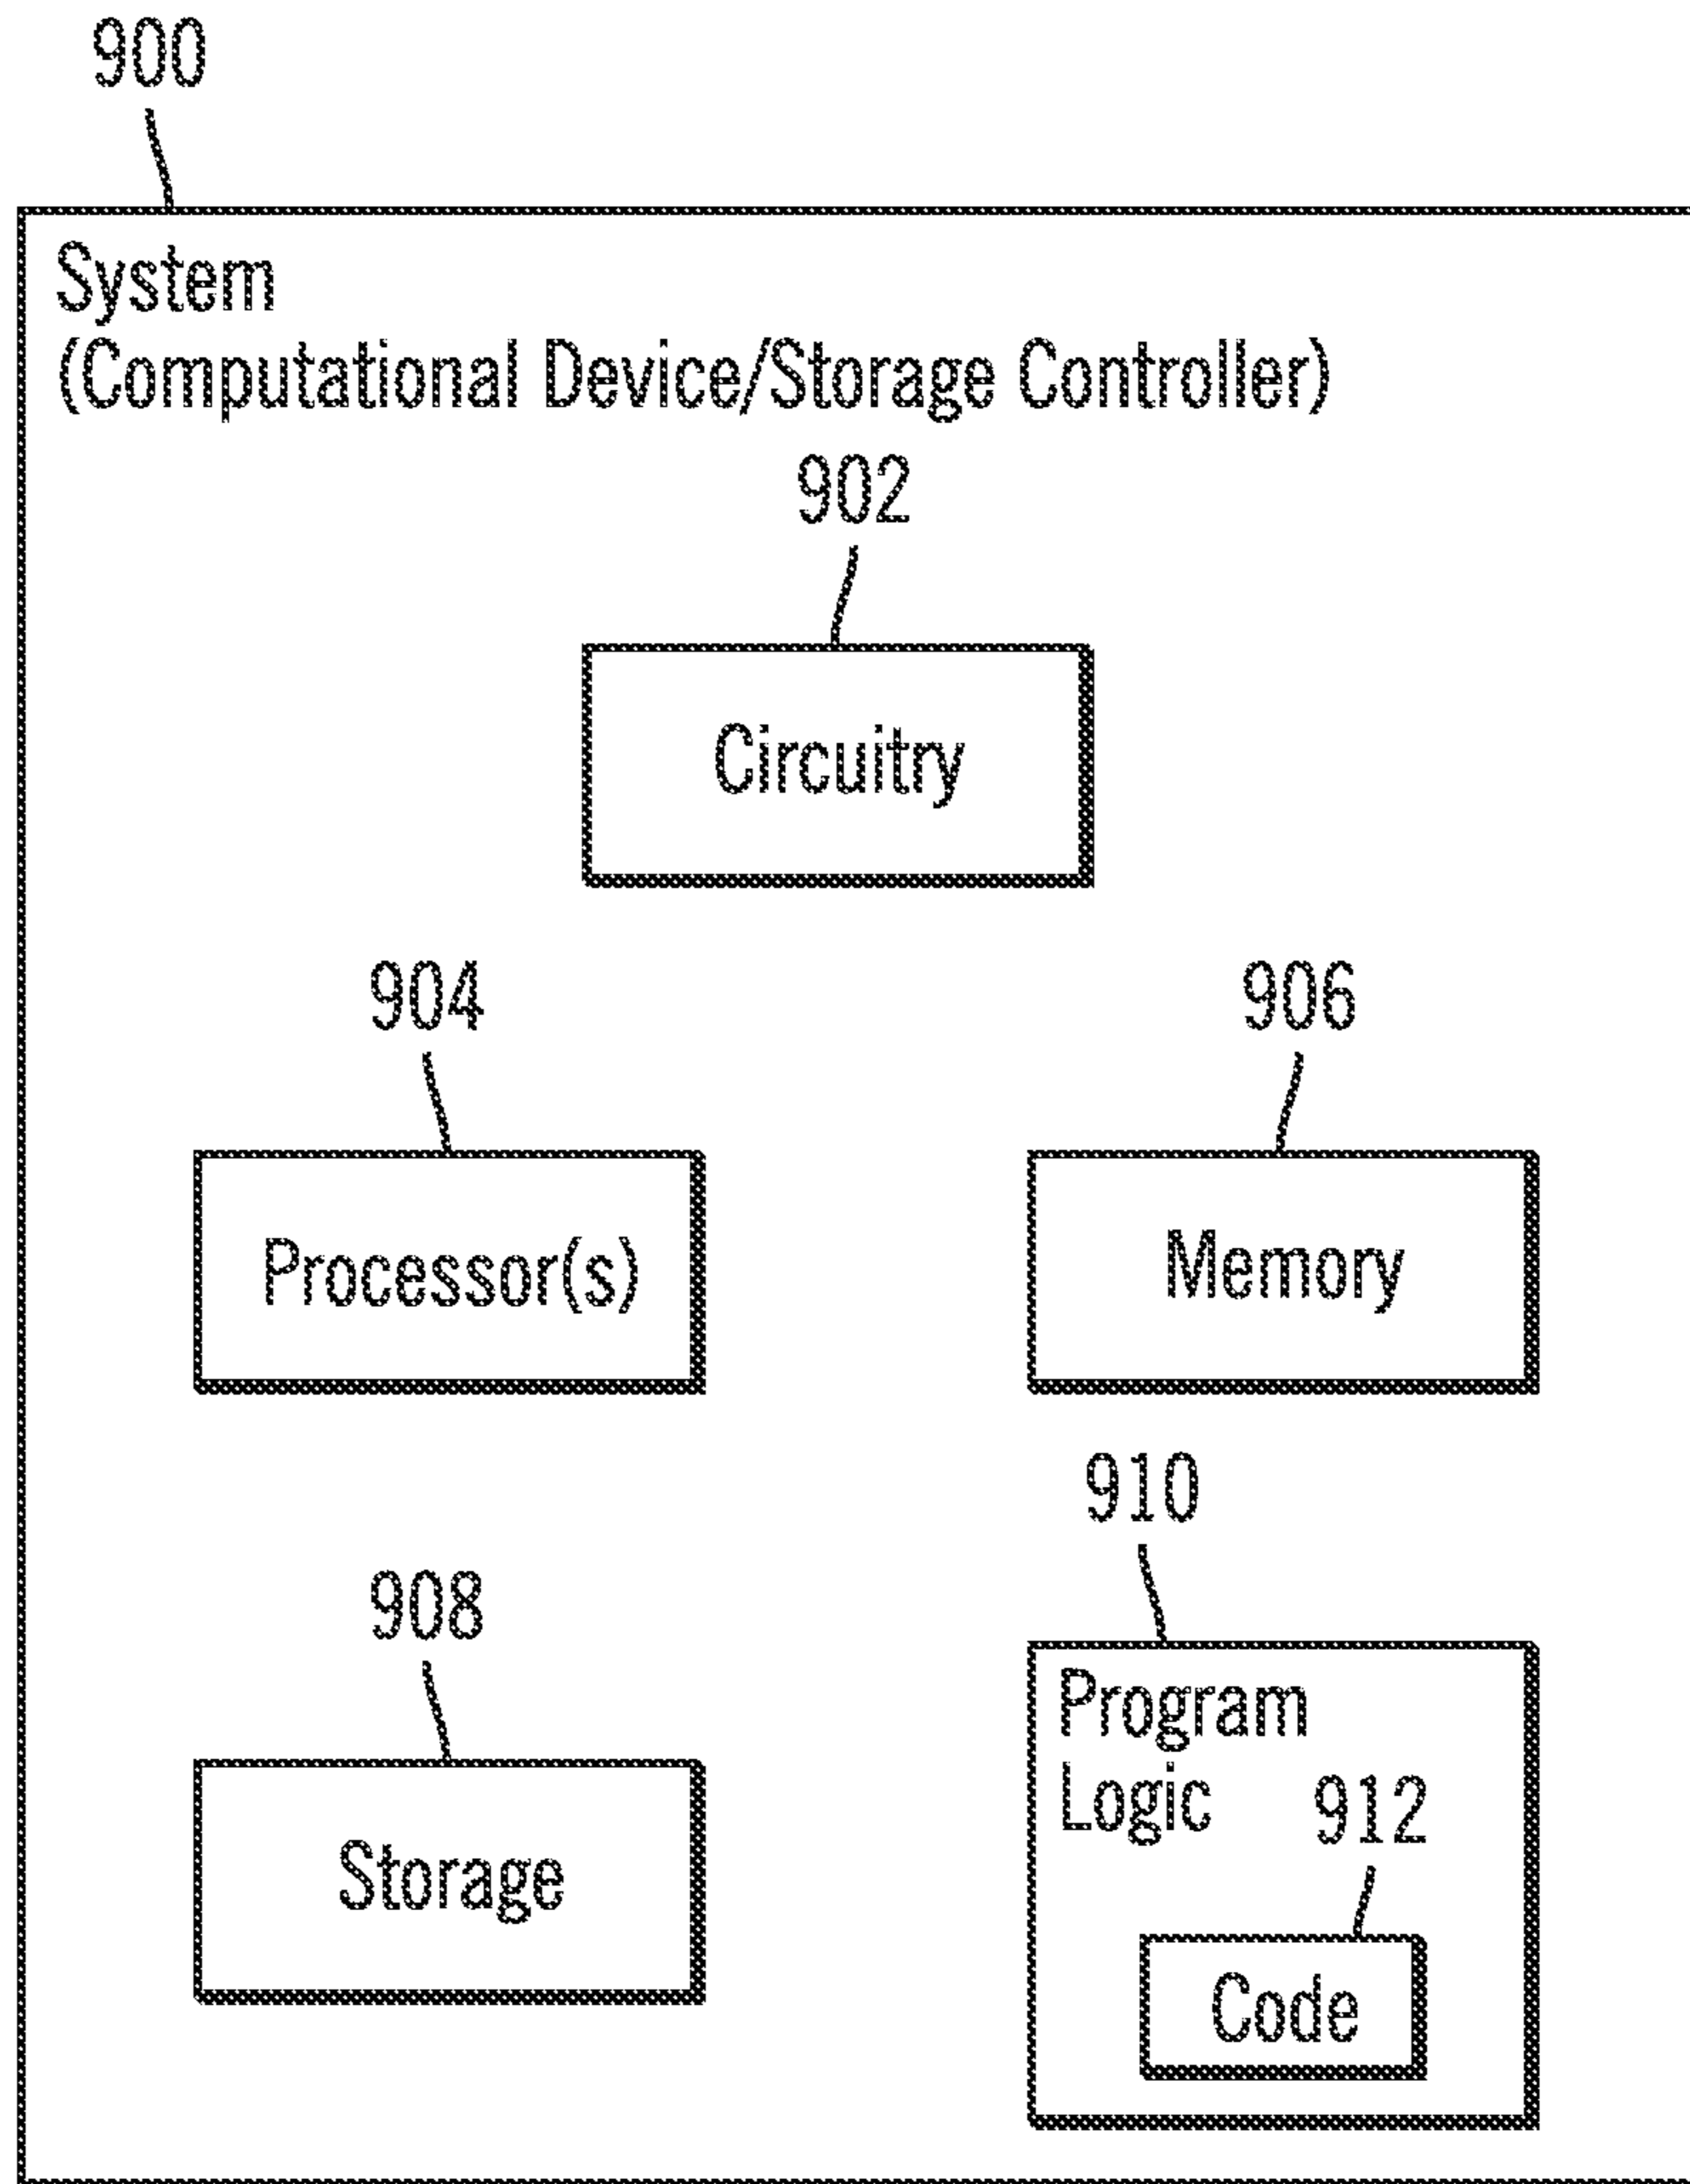 900
System
(Computational Device/Storage Controller)
902
Circuitry
904
906
Processor(s)
Memory
910
908
Program
Logic
912
Storage
Code